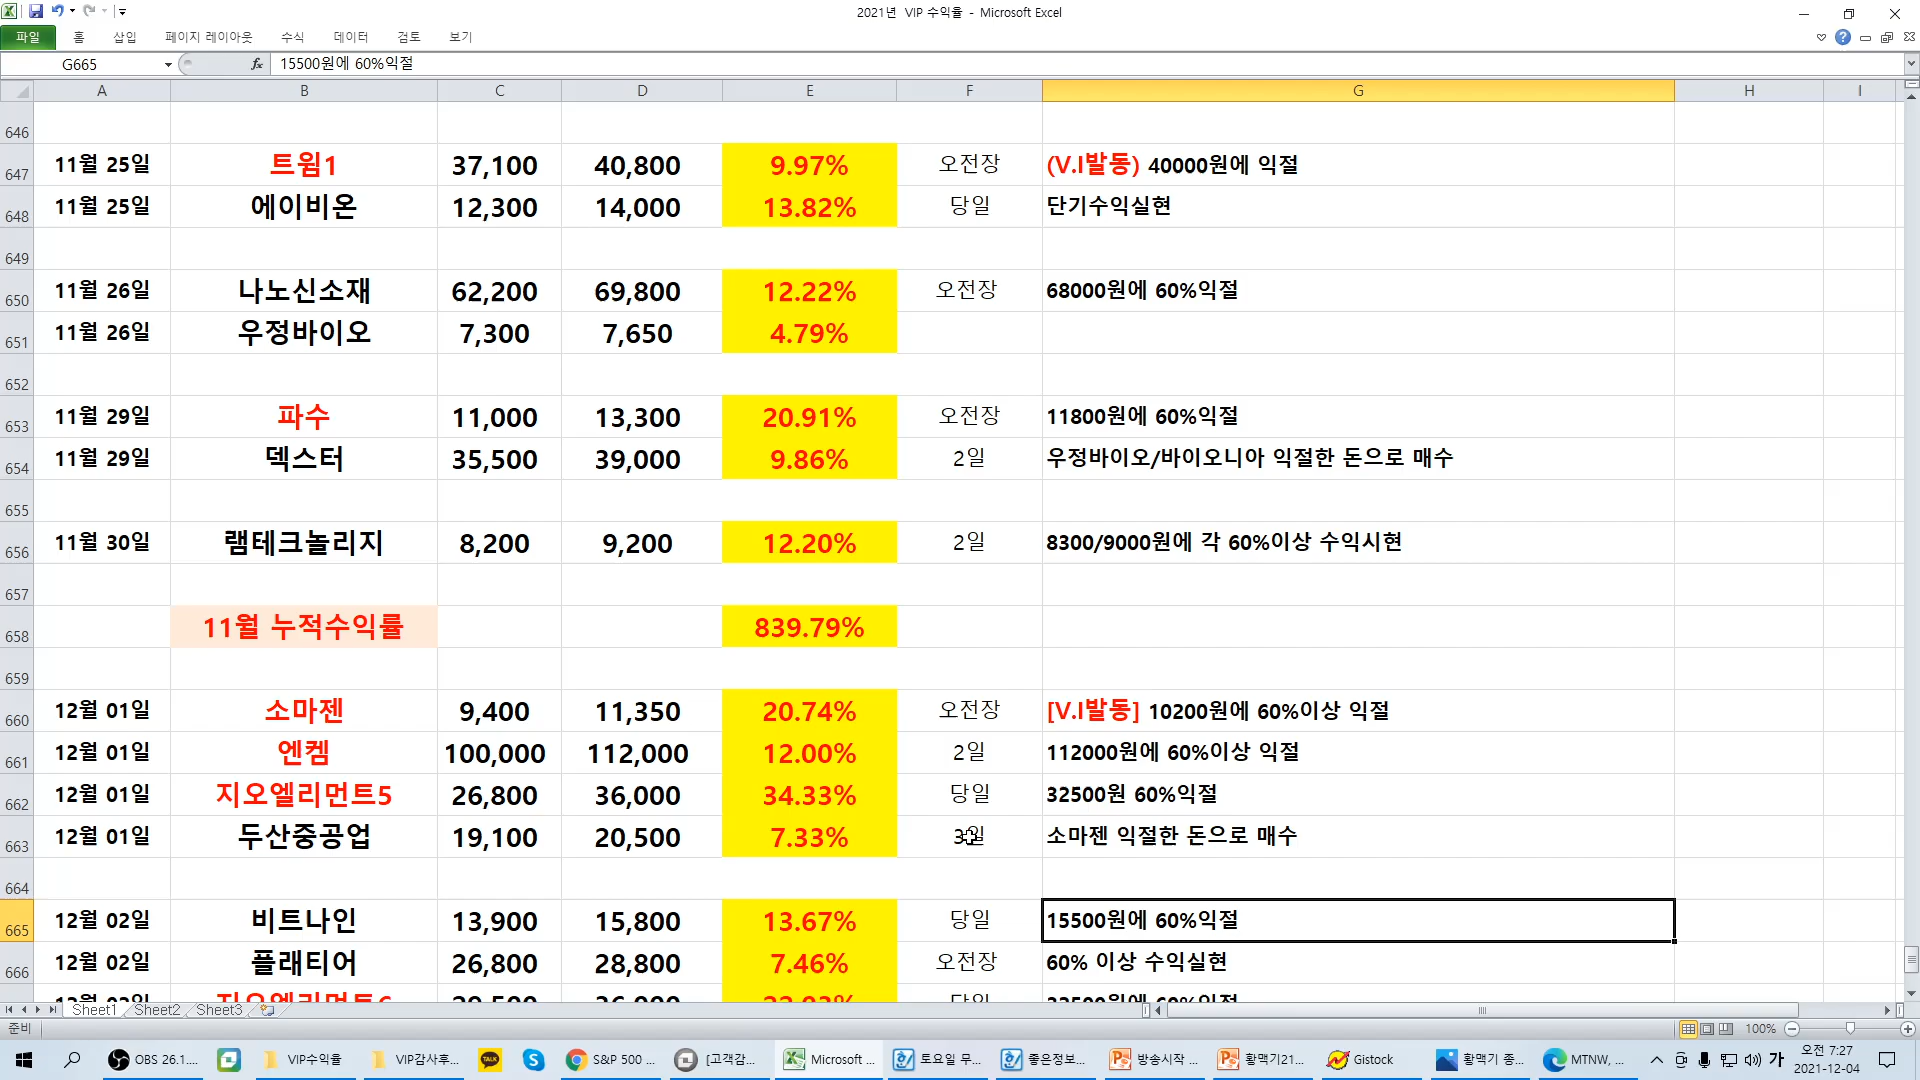 2021년 VIP 수익율 - Microsoft Excel
파일 홈 삽입 페이지 레이아웃 수식 데이터 검토 보기
G665 fx 15500원에 60%익절
A B C D E F G H I
646
647 11월 25일 트윔1 37,100 40,800 9.97% 오전장 (V.I발동) 40000원에 익절
648 11월 25일 에이비온 12,300 14,000 13.82% 당일 단기수익실현
649
650 11월 26일 나노신소재 62,200 69,800 12.22% 오전장 68000원에 60%익절
651 11월 26일 우정바이오 7,300 7,650 4.79%
652
653 11월 29일 파수 11,000 13,300 20.91% 오전장 11800원에 60%익절
654 11월 29일 덱스터 35,500 39,000 9.86% 2일 우정바이오/바이오니아 익절한 돈으로 매수
655
656 11월 30일 램테크놀리지 8,200 9,200 12.20% 2일 8300/9000원에 각 60%이상 수익시현
657
658 11월 누적수익률 839.79%
659
660 12월 01일 소마젠 9,400 11,350 20.74% 오전장 [V.I발동] 10200원에 60%이상 익절
661 12월 01일 엔켐 100,000 112,000 12.00% 2일 112000원에 60%이상 익절
662 12월 01일 지오엘리먼트5 26,800 36,000 34.33% 당일 32500원 60%익절
663 12월 01일 두산중공업 19,100 20,500 7.33% 3일 소마젠 익절한 돈으로 매수
664
665 12월 02일 비트나인 13,900 15,800 13.67% 당일 15500원에 60%익절
666 12월 02일 플래티어 26,800 28,800 7.46% 오전장 60% 이상 수익실현
Sheet1 Sheet2 Sheet3
준비 100%
OBS 26.1.... VIP수익율 VIP감사후... TALK S&P 500 ... [고객감... Microsoft ... 토요일 무... 좋은정보... 방송시작 ... 황맥기21... Gistock 황맥기 종... MTNW, ... 가 오전 7:27
2021-12-04